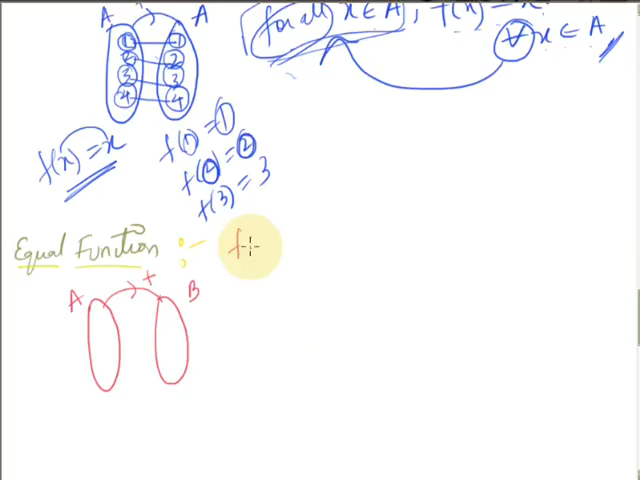 A A
for all x ∈ A, f(x) = x
∀ x ∈ A
1 1
2 2
3 3
4 4
f(x) = x
f(1) = 1
f(2) = 2
f(3) = 3
Equal Function :- f
A f B